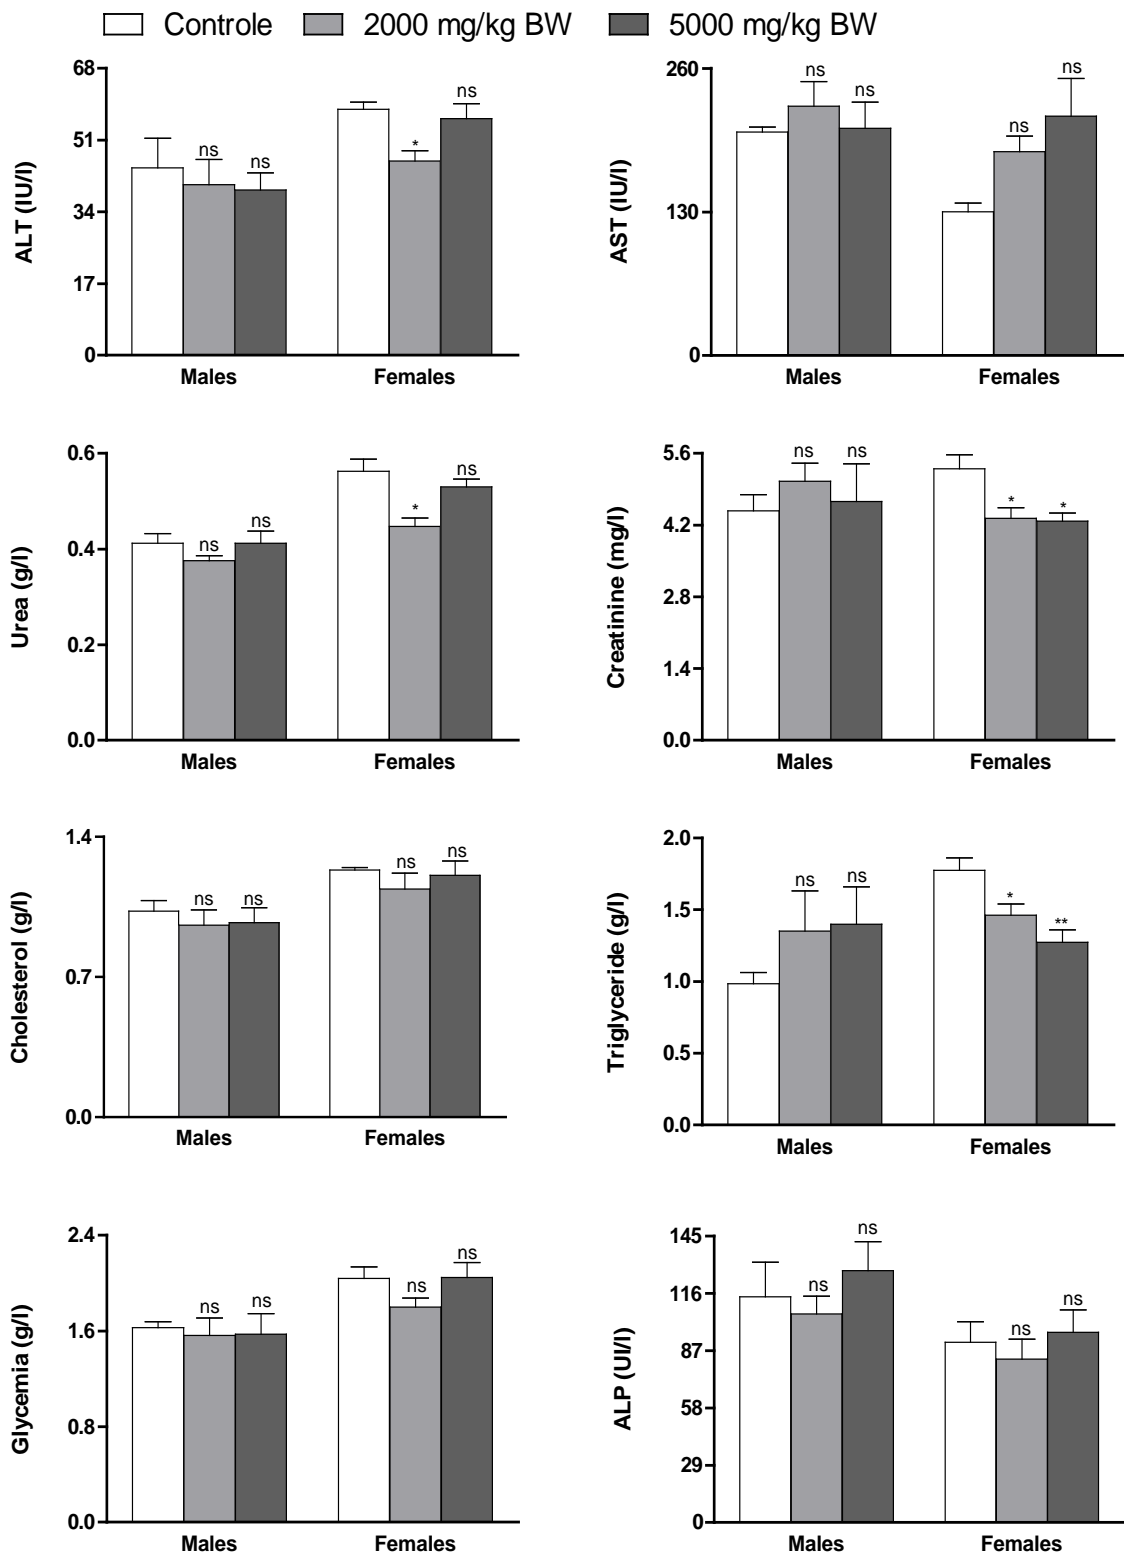 Controle 2000 mg/kg BW 5000 mg/kg BW
ALT (IU/l)
68
51
34
17
0
ns
ns
*
ns
Males
Females
AST (IU/l)
260
130
0
ns
ns
ns
ns
Males
Females
Urea (g/l)
0.6
0.4
0.2
0.0
ns
ns
*
ns
Males
Females
Creatinine (mg/l)
5.6
4.2
2.8
1.4
0.0
ns
ns
*
*
Males
Females
Cholesterol (g/l)
1.4
0.7
0.0
ns
ns
ns
ns
Males
Females
Triglyceride (g/l)
2.0
1.5
1.0
0.5
0.0
ns
ns
*
**
Males
Females
Glycemia (g/l)
2.4
1.6
0.8
0.0
ns
ns
ns
ns
Males
Females
ALP (UI/l)
145
116
87
58
29
0
ns
ns
ns
ns
Males
Females